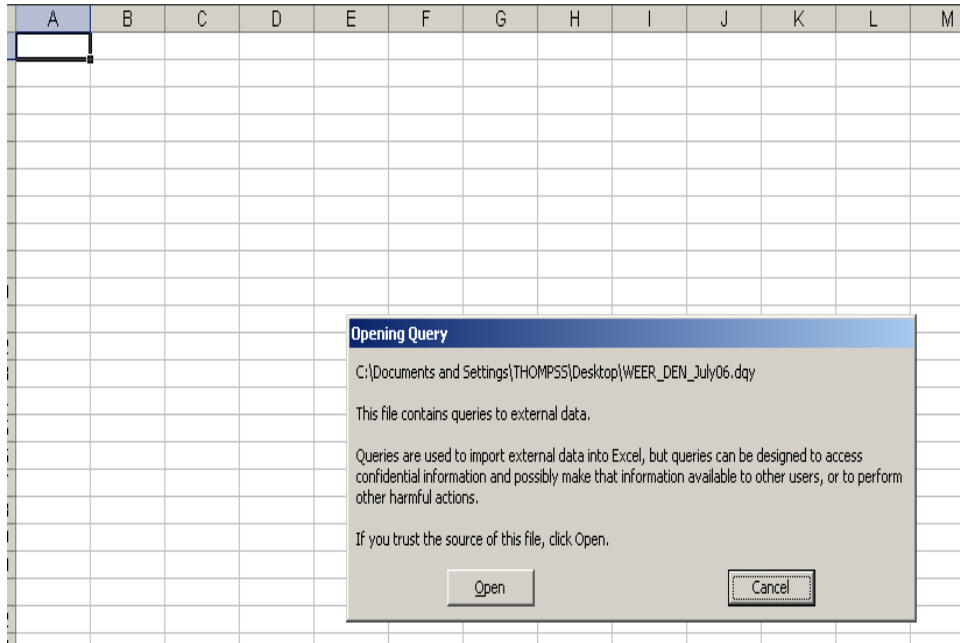 A B C D E F G H I J K L M
Opening Query
C:\Documents and Settings\THOMPSS\Desktop\WEER_DEN_July06.dqy
This file contains queries to external data.
Queries are used to import external data into Excel, but queries can be designed to access
confidential information and possibly make that information available to other users, or to perform
other harmful actions.
If you trust the source of this file, click Open.
Open Cancel